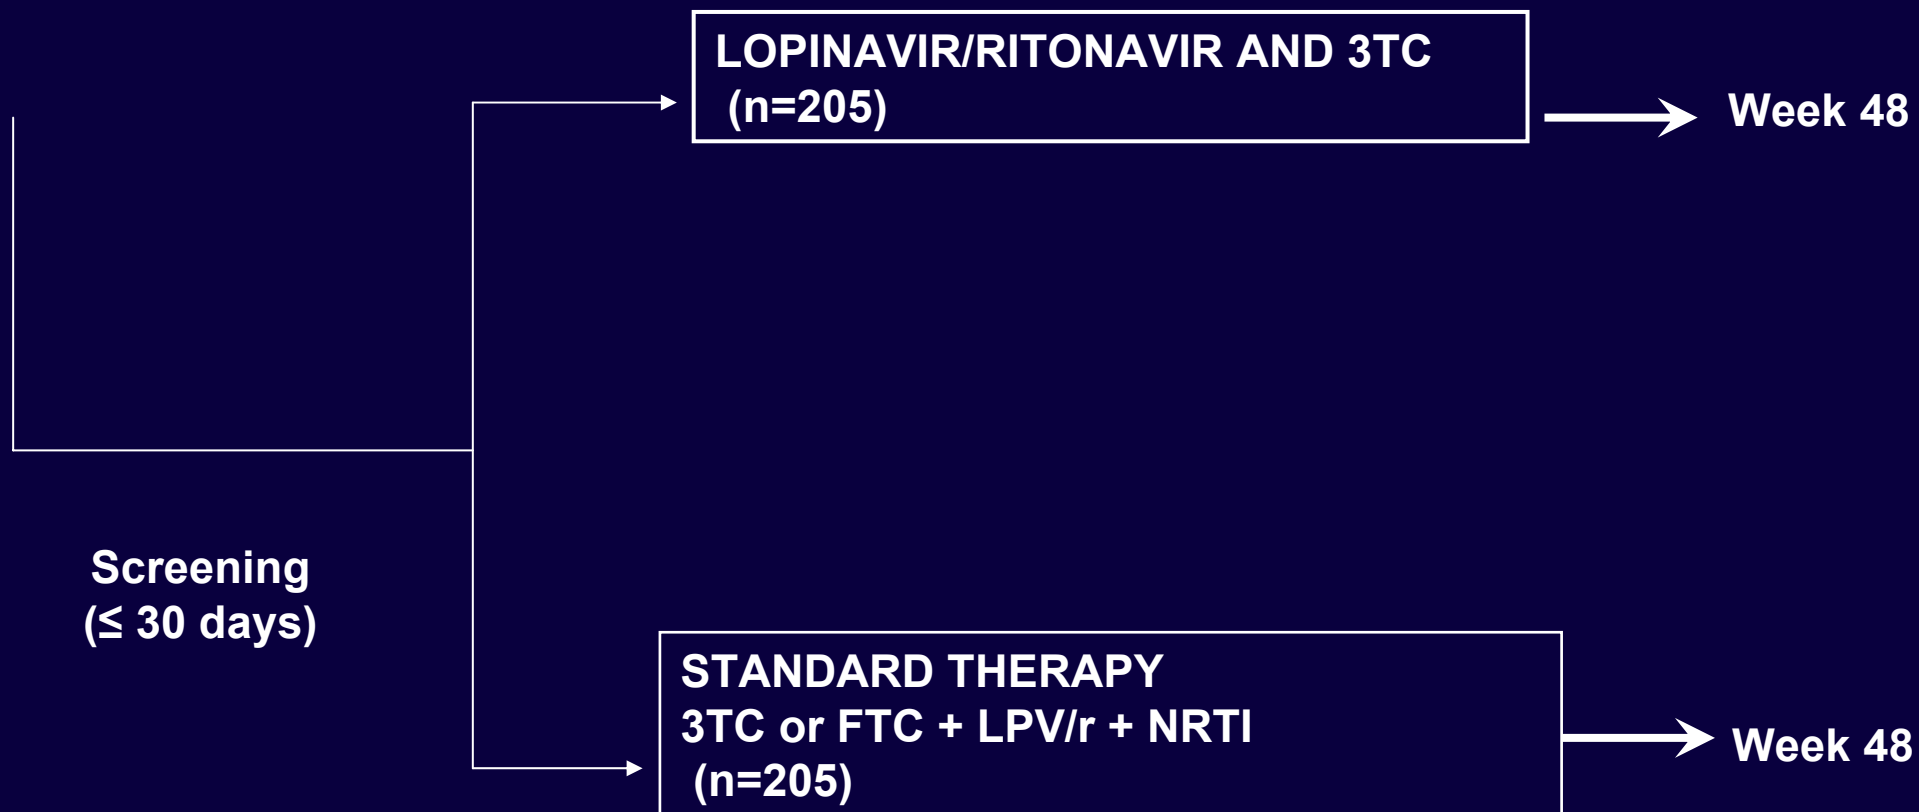 LOPINAVIR/RITONAVIR AND 3TC
(n=205)
Week 48
Screening
(≤ 30 days)
STANDARD THERAPY
3TC or FTC + LPV/r + NRTI
(n=205)
Week 48